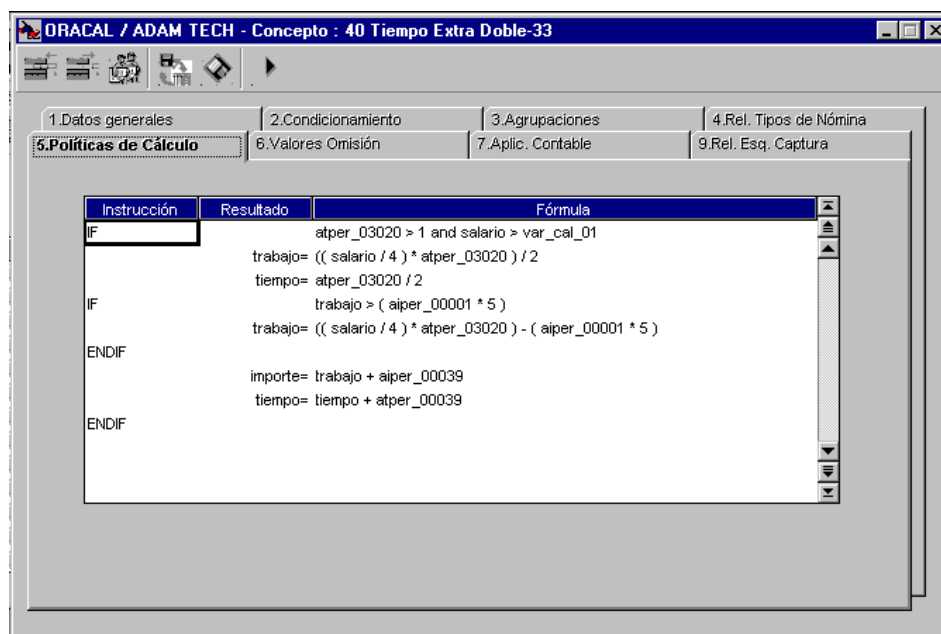 ORACAL / ADAM TECH - Concepto : 40 Tiempo Extra Doble-33
1.Datos generales 2.Condicionamiento 3.Agrupaciones 4.Rel. Tipos de Nómina
5.Políticas de Cálculo 6.Valores Omisión 7.Aplic. Contable 9.Rel. Esq. Captura
Instrucción Resultado Fórmula
IF atper_03020 > 1 and salario > var_cal_01
trabajo= (( salario / 4 ) * atper_03020 ) / 2
tiempo= atper_03020 / 2
IF trabajo > ( aiper_00001 * 5 )
trabajo= (( salario / 4 ) * atper_03020 ) - ( aiper_00001 * 5 )
ENDIF
importe= trabajo + aiper_00039
tiempo= tiempo + atper_00039
ENDIF